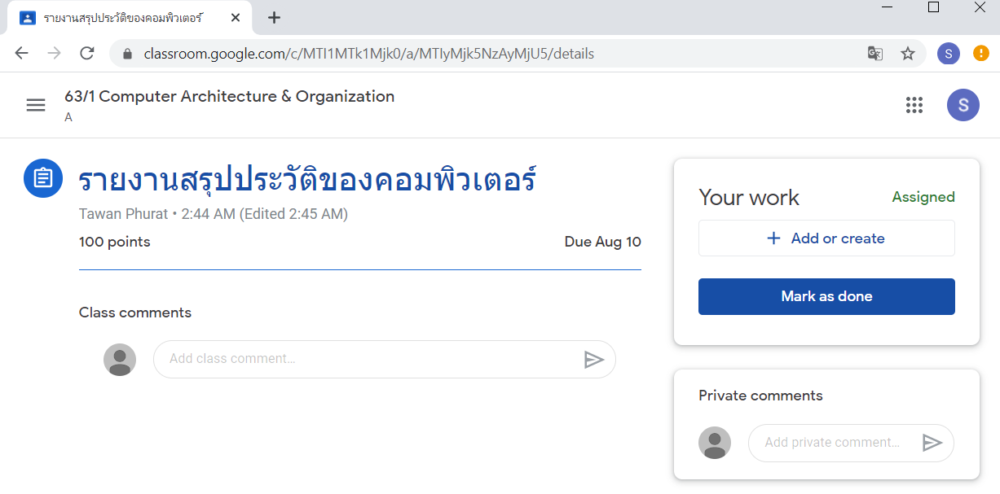 รายงานสรุปประวัติของคอมพิวเตอร์
classroom.google.com/c/MTI1MTk1Mjk0/a/MTIyMjk5NzAyMjU5/details
S
63/1 Computer Architecture & Organization
A
S
รายงานสรุปประวัติของคอมพิวเตอร์
Tawan Phurat • 2:44 AM (Edited 2:45 AM)
100 points
Due Aug 10
Class comments
Add class comment...
Your work
Assigned
+ Add or create
Mark as done
Private comments
Add private comment...